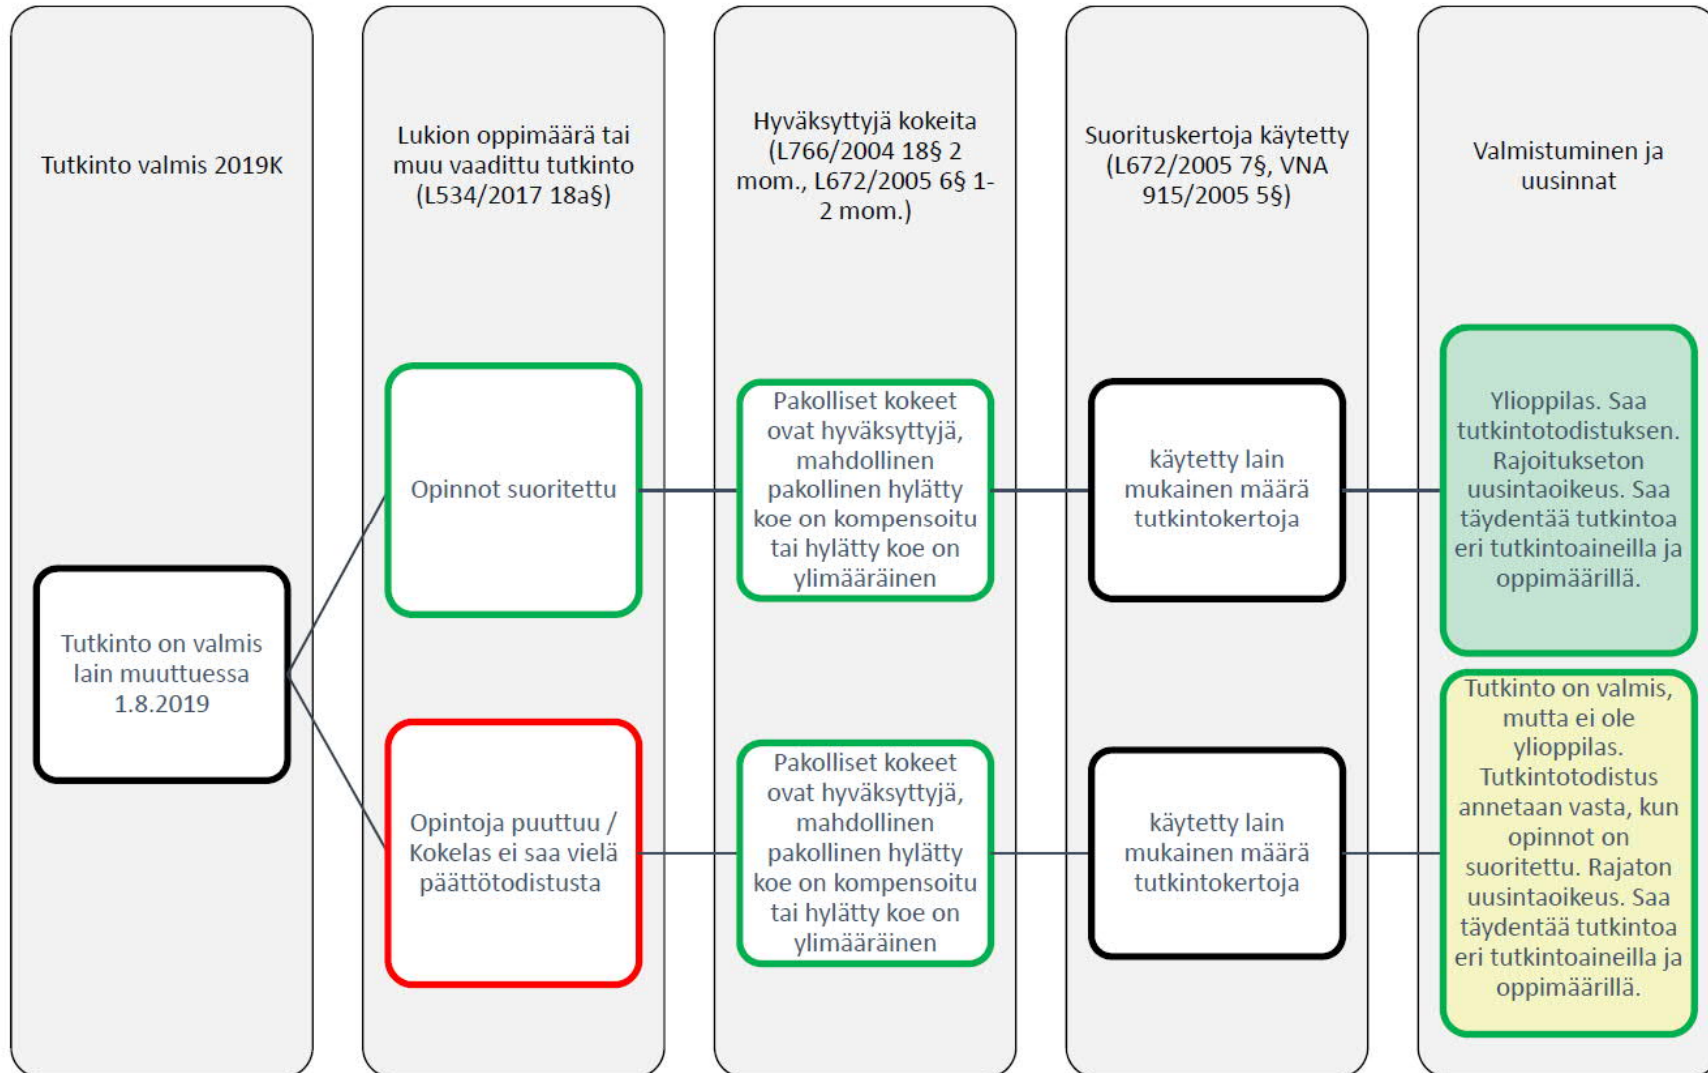 Tutkinto valmis 2019K
Lukion oppimäärä tai
muu vaadittu tutkinto
(L534/2017 18a§)
Hyväksyttyjä kokeita
(L766/2004 18§ 2
mom., L672/2005 6§ 1-
2 mom.)
Suorituskertoja käytetty
(L672/2005 7§, VNA
915/2005 5§)
Valmistuminen ja
uusinnat
Tutkinto on valmis
lain muuttuessa
1.8.2019
Opinnot suoritettu
Pakolliset kokeet
ovat hyväksyttyjä,
mahdollinen
pakollinen hylätty
koe on kompensoitu
tai hylätty koe on
ylimääräinen
käytetty lain
mukainen määrä
tutkintokertoja
Ylioppilas. Saa
tutkintotodistuksen.
Rajoitukseton
uusintaoikeus. Saa
täydentää tutkintoa
eri tutkintoaineilla ja
oppimäärillä.
Opintoja puuttuu /
Kokelas ei saa vielä
päättötodistusta
Pakolliset kokeet
ovat hyväksyttyjä,
mahdollinen
pakollinen hylätty
koe on kompensoitu
tai hylätty koe on
ylimääräinen
käytetty lain
mukainen määrä
tutkintokertoja
Tutkinto on valmis,
mutta ei ole
ylioppilas.
Tutkintotodistus
annetaan vasta, kun
opinnot on
suoritettu. Rajaton
uusintaoikeus. Saa
täydentää tutkintoa
eri tutkintoaineilla ja
oppimäärillä.